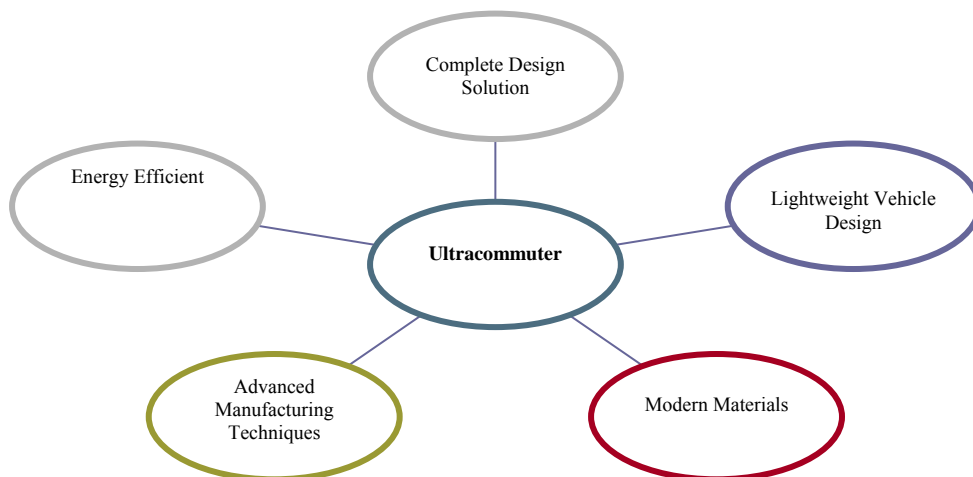 Complete Design
Solution
Energy Efficient
Lightweight Vehicle
Design
Ultracommuter
Advanced
Manufacturing
Techniques
Modern Materials